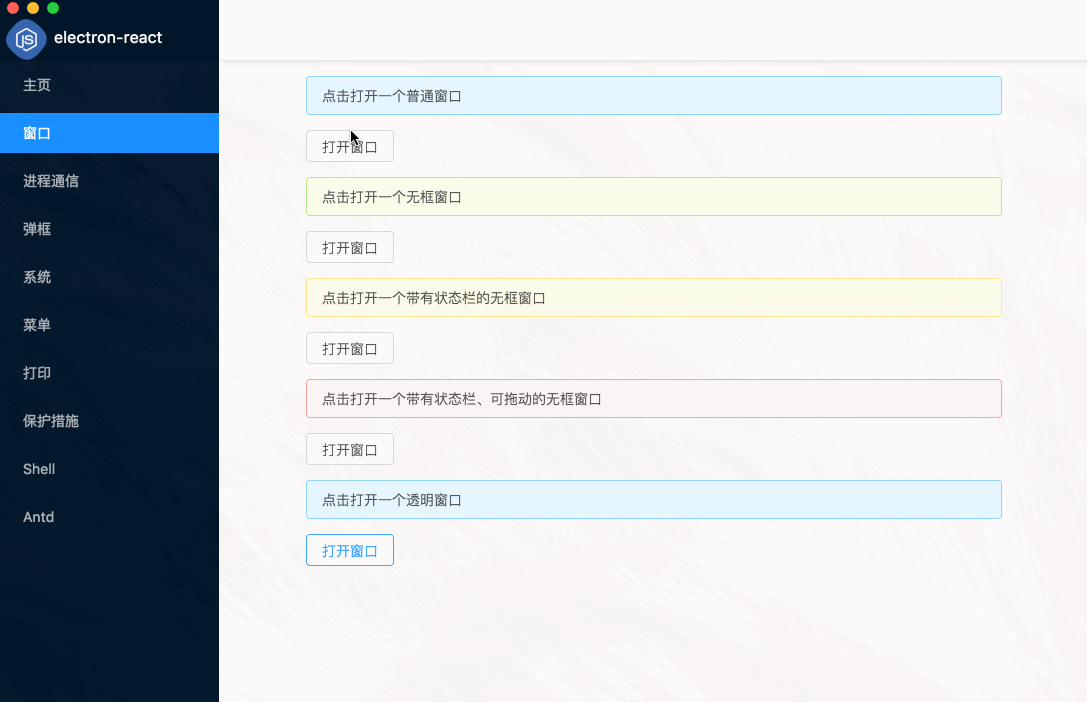 electron-react
主页
窗口
进程通信
弹框
系统
菜单
打印
保护措施
Shell
Antd
点击打开一个普通窗口
打开窗口
点击打开一个无框窗口
打开窗口
点击打开一个带有状态栏的无框窗口
打开窗口
点击打开一个带有状态栏、可拖动的无框窗口
打开窗口
点击打开一个透明窗口
打开窗口